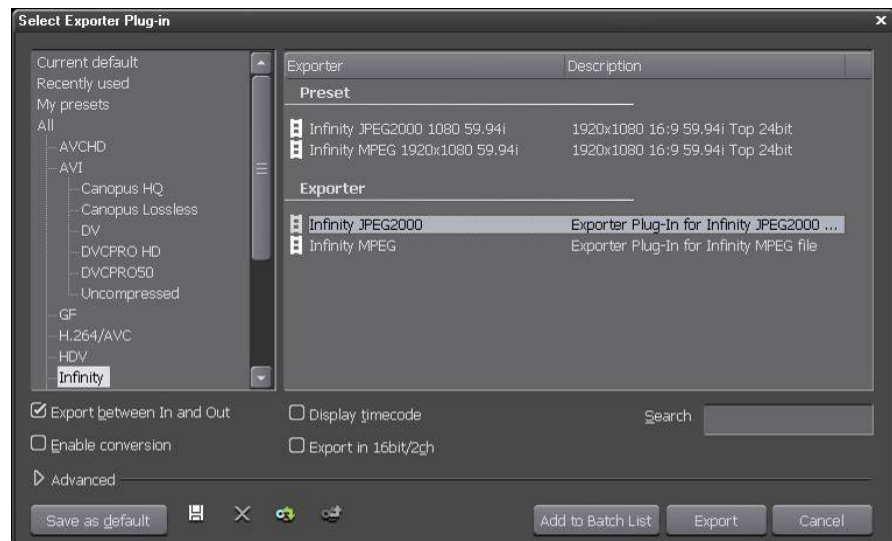 Select Exporter Plug-in
Current default
Recently used
My presets
All
AVCHD
AVI
Canopus HQ
Canopus Lossless
DV
DVCPRO HD
DVCPRO50
Uncompressed
GF
H.264/AVC
HDV
Infinity
Exporter Description
Preset
Infinity JPEG2000 1080 59.94i 1920x1080 16:9 59.94i Top 24bit
Infinity MPEG 1920x1080 59.94i 1920x1080 16:9 59.94i Top 24bit
Exporter
Infinity JPEG2000 Exporter Plug-In for Infinity JPEG2000 ...
Infinity MPEG Exporter Plug-In for Infinity MPEG file
Export between In and Out Display timecode Search
Enable conversion Export in 16bit/2ch
Advanced
Save as default Add to Batch List Export Cancel